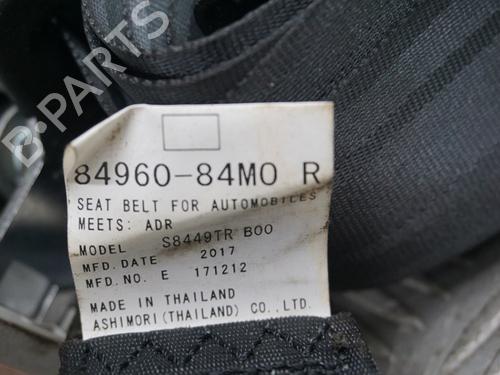 B-PARTS
84960-84M0 R
SEAT BELT FOR AUTOMOBILES
MEETS: ADR
MODEL S8449TR B00
MFD. DATE 2017
MFD. NO. E 171212
MADE IN THAILAND
ASHIMORI (THAILAND) CO., LTD.